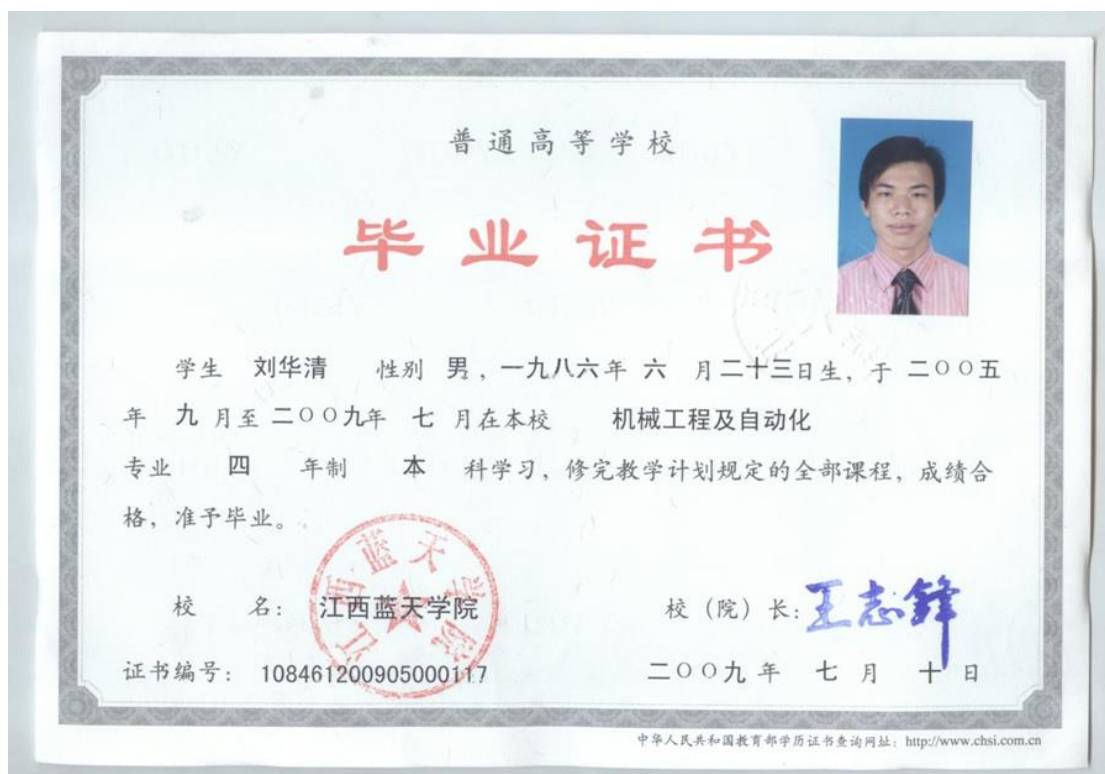 普通高等学校
毕业证书
学生 刘华清 性别 男，一九八六年 六 月二十三日生，于 二〇〇五
年 九 月至 二〇〇九年 七 月在本校 机械工程及自动化
专业 四 年制 本 科学习，修完教学计划规定的全部课程，成绩合
格，准予毕业。
江西蓝天学院
校 名： 江西蓝天学院 校（院）长：王志锋
证书编号： 108461200905000117 二〇〇九年 七 月 十 日
中华人民共和国教育部学历证书查询网址：http://www.chsi.com.cn